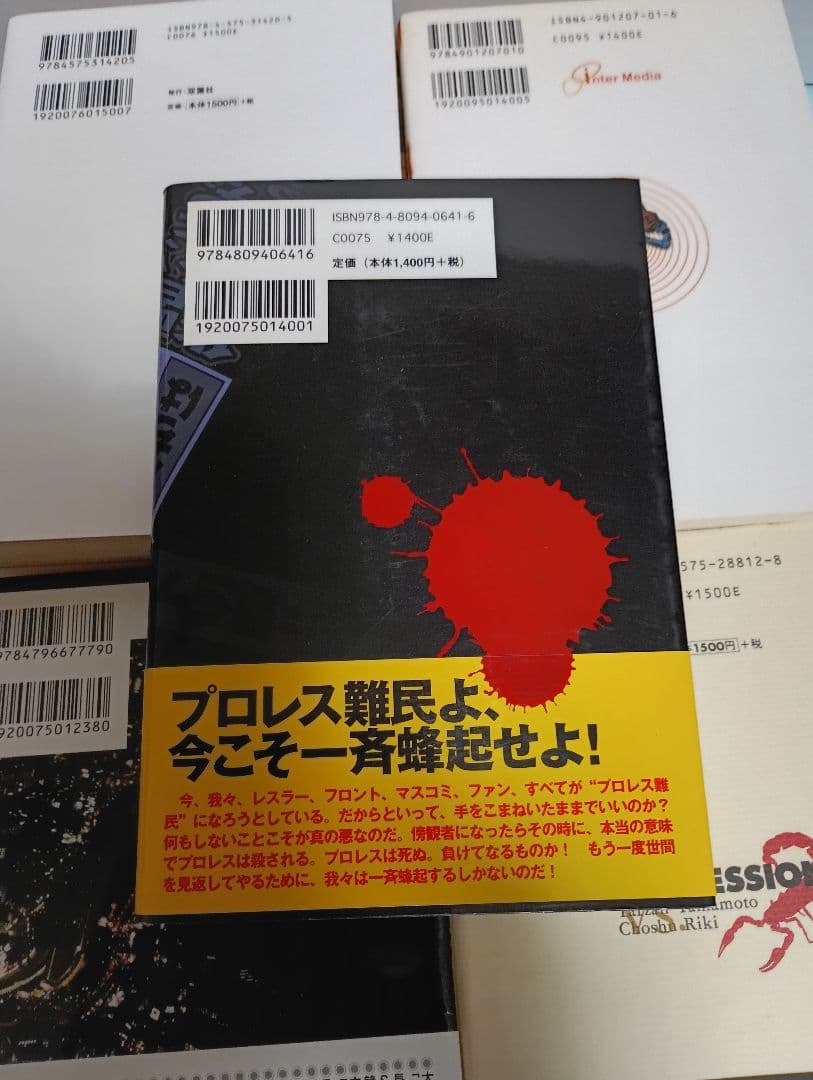 ISBN978-4-575-31420-5
C0076 ¥1500E
9784575314205
発行・双葉社
定価・本体1500円+税
1920076015007
ISBN4-901207-01-6
C0095 ¥1400E
9784901207010
inter Media
1920095014005
ISBN978-4-8094-0641-6
C0075 ¥1400E
9784809406416
定価(本体1,400円+税)
1920075014001
プロレス難民よ、
今こそ一斉蜂起せよ!
今、我々、レスラー、フロント、マスコミ、ファン、すべてが“プロレス難
民”になろうとしている。だからといって、手をこまねいたままでいいのか?
何もしないことこそが真の悪なのだ。傍観者になったらその時に、本当の意味
でプロレスは殺される。プロレスは死ぬ。負けてなるものか! もう一度世間
を見返してやるために、我々は一斉蜂起するしかないのだ!
9784796677790
920075012380
575-28812-8
¥1500E
1500円+税
ESSION
Tarzan Yamamoto
V.S.
Choshu Riki